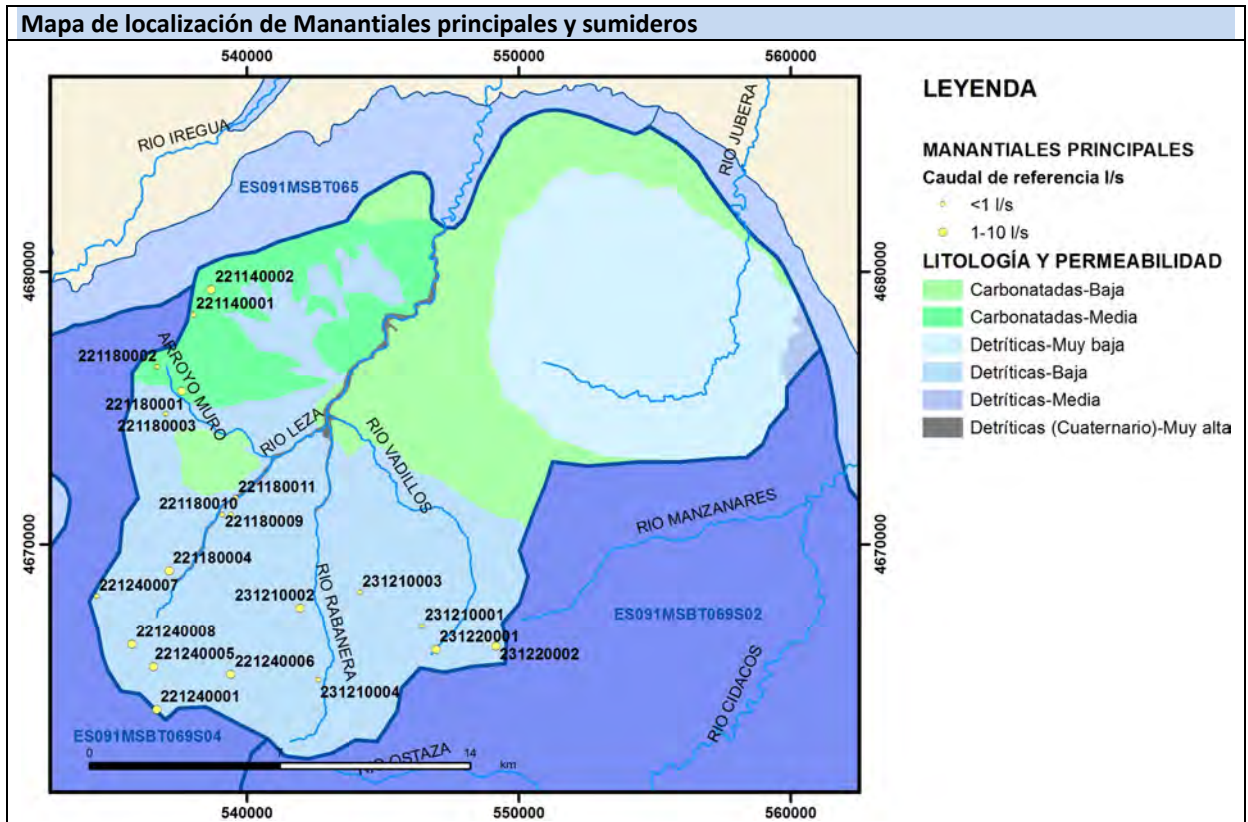 Mapa de localización de Manantiales principales y sumideros
540000
550000
560000
RIO IREGUA
RIO JUBERA
ES091MSBT065
4680000
4680000
221140002
221140001
221180002
ARROYO MURO
221180001
221180003
RIO LEZA
RIO VADILLOS
221180011
221180010
221180009
RIO MANZANARES
4670000
4670000
221180004
221240007
231210003
231210002
RIO RABANERA
231210001
ES091MSBT069S02
221240008
231220001
231220002
221240005
221240006
231210004
221240001
RIO CIDACOS
ES091MSBT069S04
RIO OSTAZA
0
14
km
540000
550000
560000
LEYENDA
MANANTIALES PRINCIPALES
Caudal de referencia l/s
<1 l/s
1-10 l/s
LITOLOGÍA Y PERMEABILIDAD
Carbonatadas-Baja
Carbonatadas-Media
Detríticas-Muy baja
Detríticas-Baja
Detríticas-Media
Detríticas (Cuaternario)-Muy alta